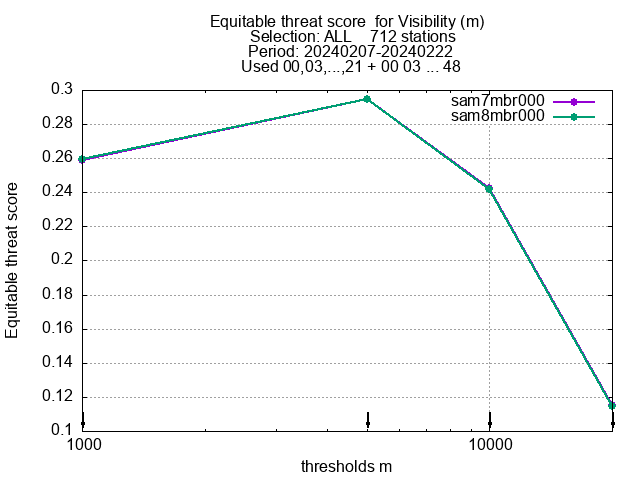 Equitable threat score  for Visibility (m)
Selection: ALL    712 stations
Period: 20240207-20240222
Used 00,03,...,21 + 00 03 ... 48
sam7mbr000
sam8mbr000
0.3
0.28
0.26
0.24
0.22
0.2
0.18
0.16
0.14
0.12
0.1
Equitable threat score
1000
10000
thresholds m